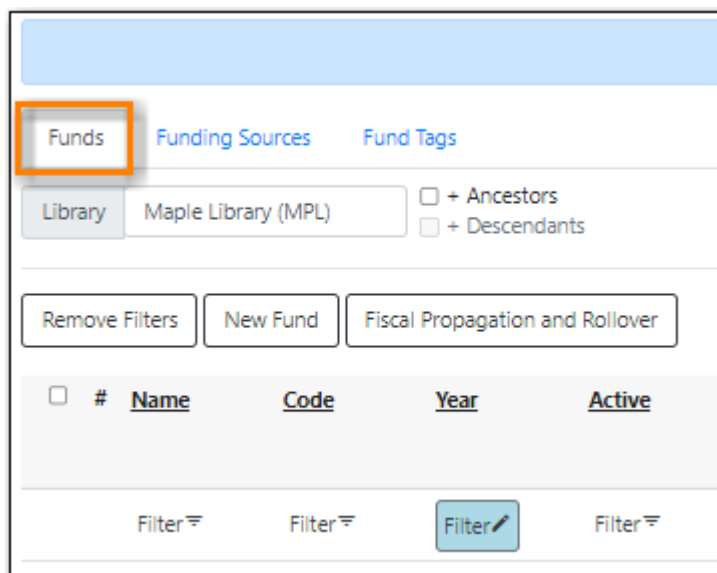 Funds Funding Sources Fund Tags
Library Maple Library (MPL) + Ancestors
+ Descendants
Remove Filters New Fund Fiscal Propagation and Rollover
# Name Code Year Active
Filter Filter Filter Filter